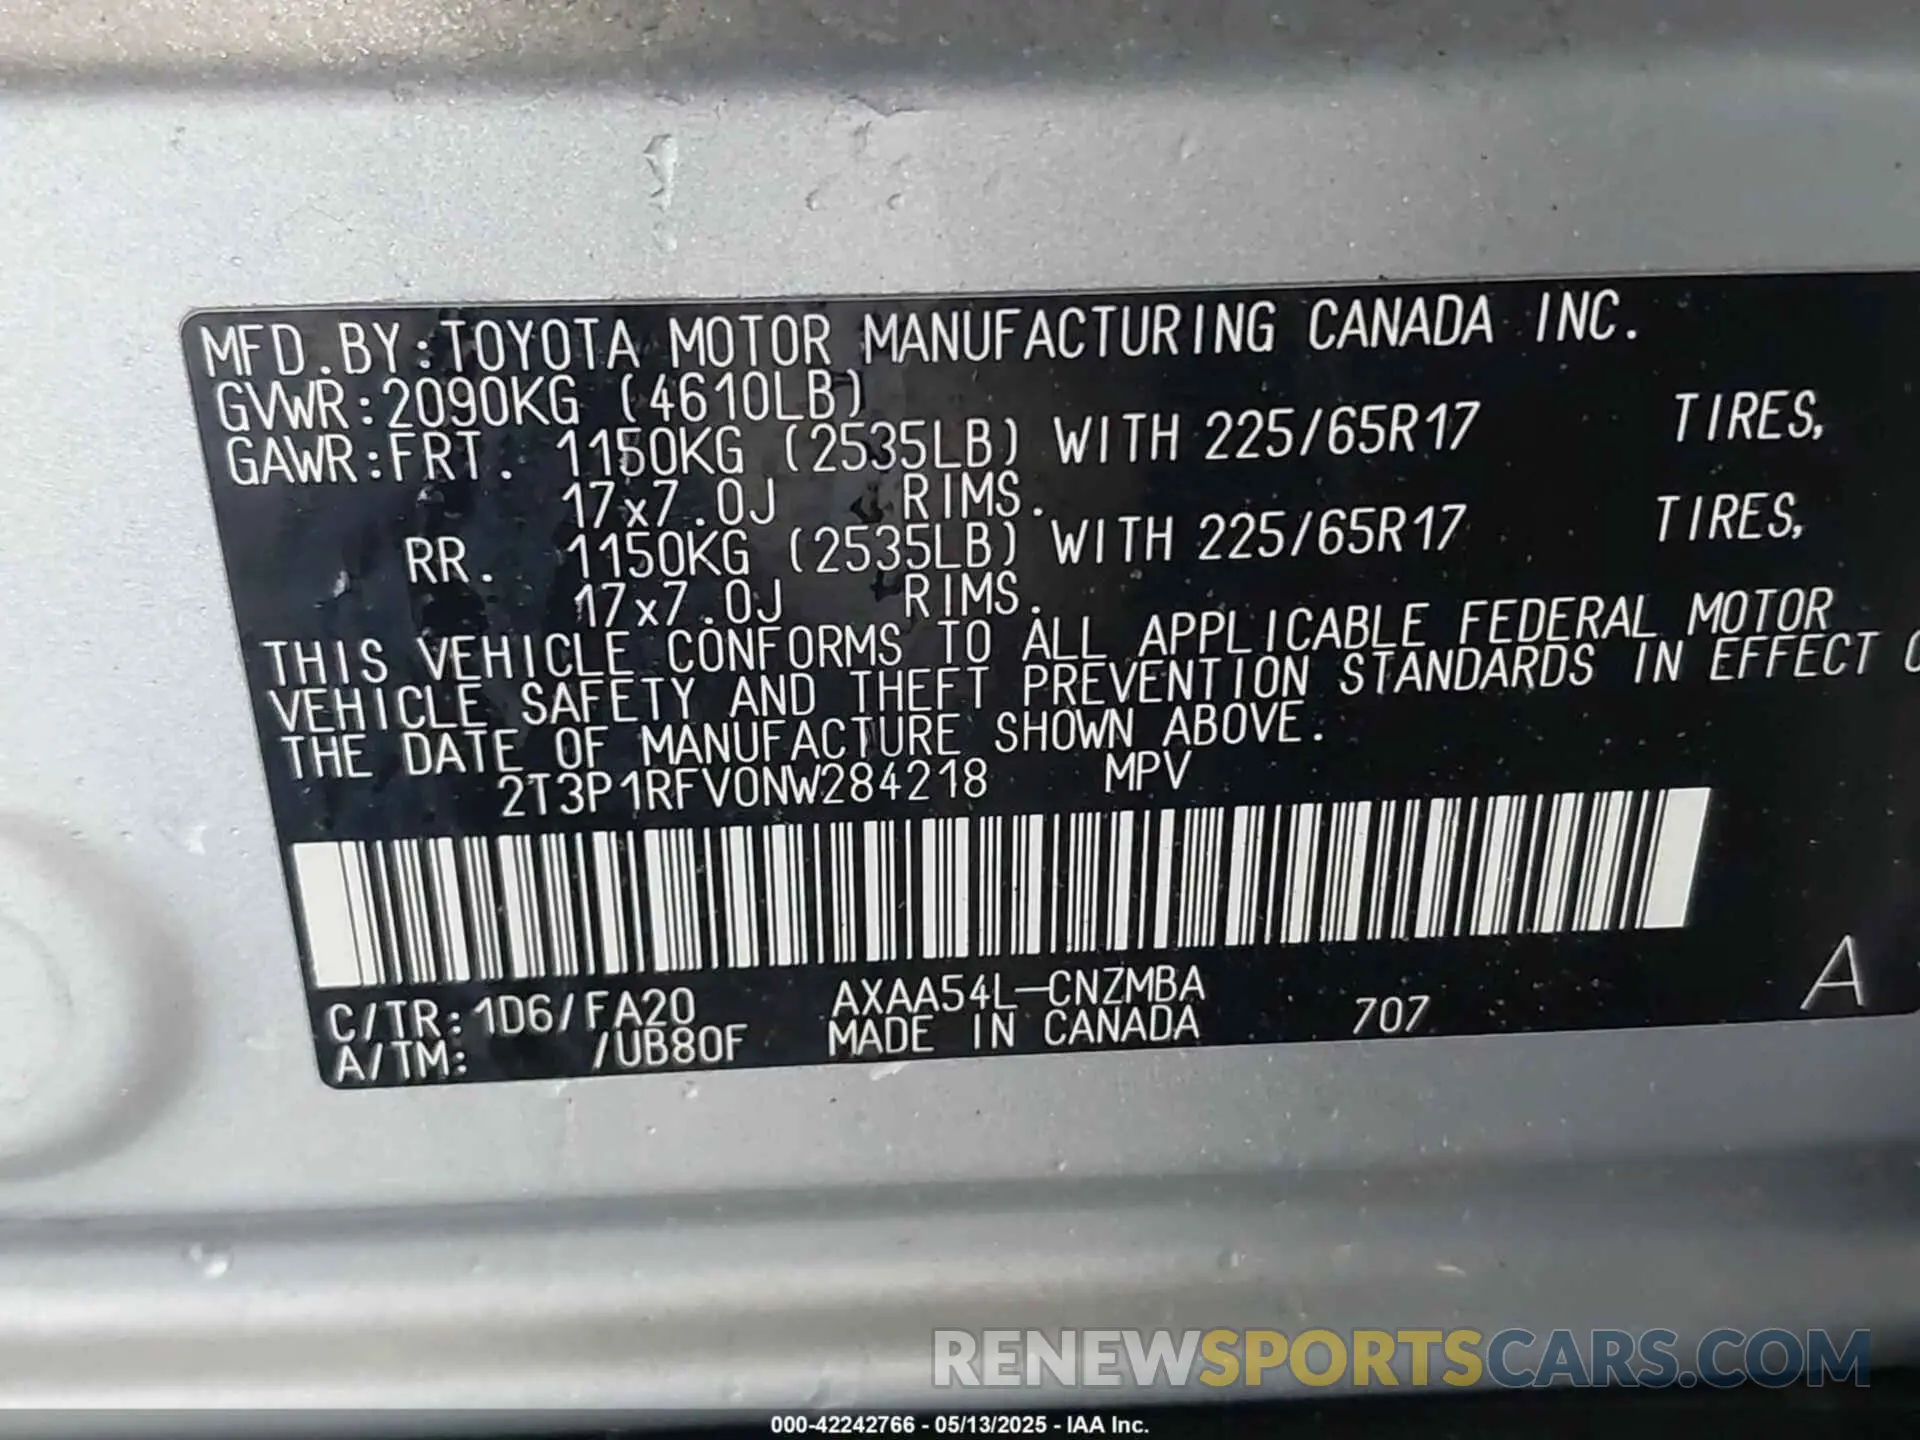 MFD.BY:TOYOTA MOTOR MANUFACTURING CANADA INC.
GVWR:2090KG (4610LB)
GAWR:FRT. 1150KG (2535LB) WITH 225/65R17 TIRES,
17x7.0J RIMS.
RR. 1150KG (2535LB) WITH 225/65R17 TIRES,
17x7.0J RIMS.
THIS VEHICLE CONFORMS TO ALL APPLICABLE FEDERAL MOTOR
VEHICLE SAFETY AND THEFT PREVENTION STANDARDS IN EFFECT
THE DATE OF MANUFACTURE SHOWN ABOVE.
2T3P1RFV0NW284218 MPV
C/TR:1D6/FA20 AXAA54L-CNZMBA
A/TM: /UB80F MADE IN CANADA 707 A
RENEWSPORTSCARS.COM
000-42242766 - 05/13/2025 - IAA Inc.